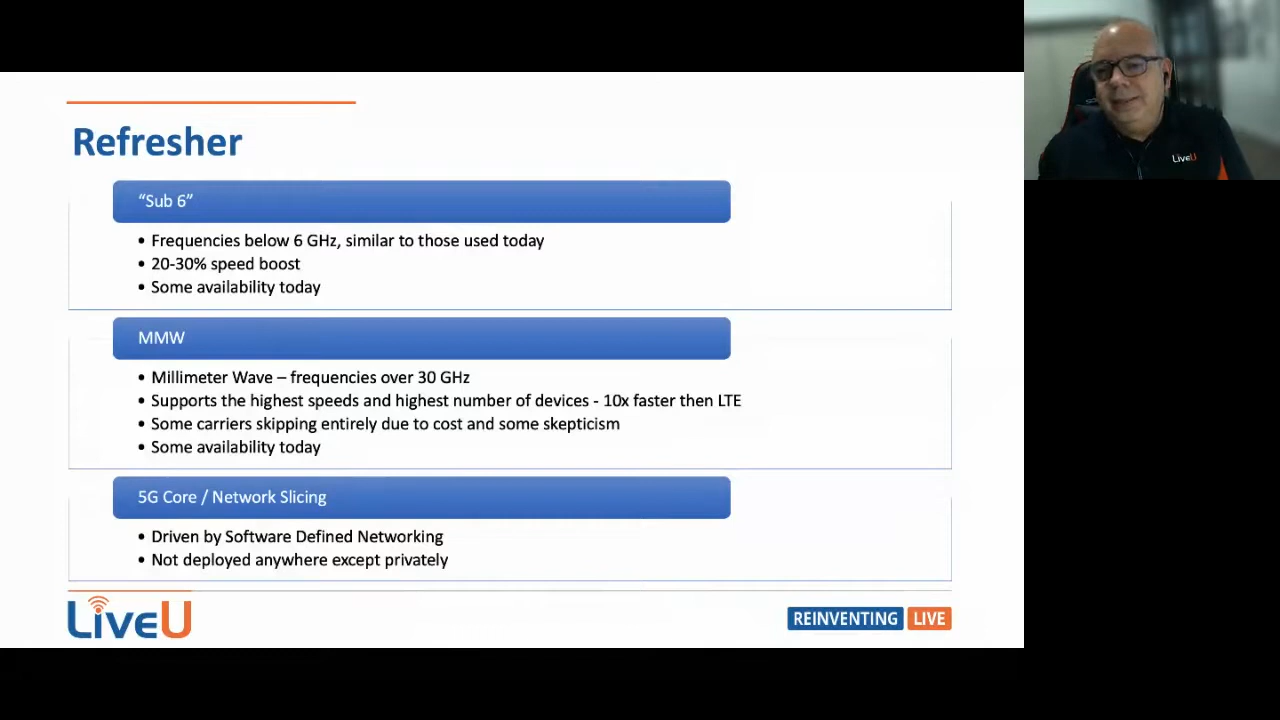 Refresher
“Sub 6”
• Frequencies below 6 GHz, similar to those used today
• 20-30% speed boost
• Some availability today
MMW
• Millimeter Wave – frequencies over 30 GHz
• Supports the highest speeds and highest number of devices - 10x faster then LTE
• Some carriers skipping entirely due to cost and some skepticism
• Some availability today
5G Core / Network Slicing
• Driven by Software Defined Networking
• Not deployed anywhere except privately
LiveU
REINVENTING LIVE
LiveU